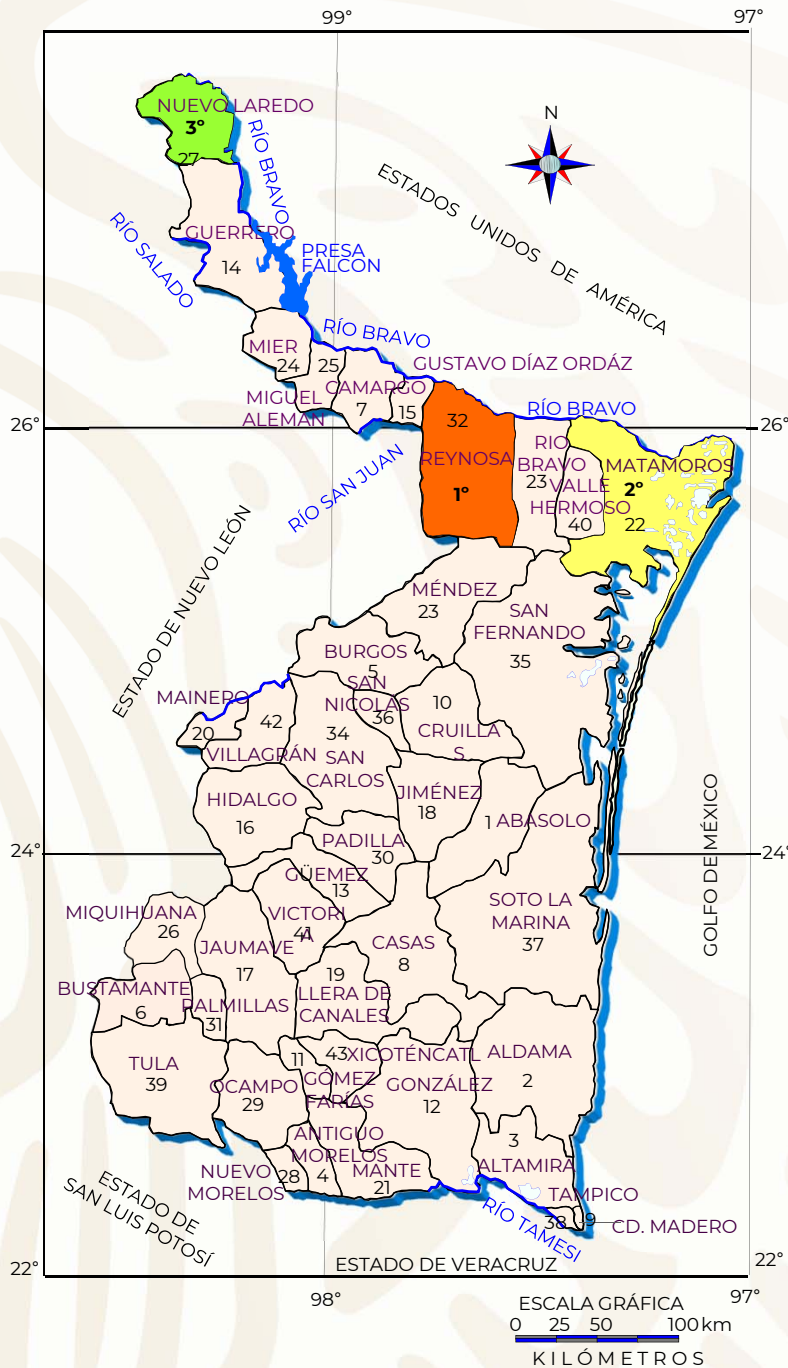 99°
97°
N
NUEVO LAREDO
3º
27
RÍO BRAVO
ESTADOS UNIDOS DE AMÉRICA
RÍO SALADO
GUERRERO
14
PRESA
FALCON
RÍO BRAVO
MIER
24
25
GUSTAVO DÍAZ ORDÁZ
CAMARGO
7
15
MIGUEL
ALEMAN
32
RÍO BRAVO
26°
26°
REYNOSA
1º
RIO
BRAVO
23
VALLE
HERMOSO
40
MATAMOROS
2º
22
RÍO SAN JUAN
ESTADO DE NUEVO LEÓN
MÉNDEZ
23
SAN
FERNANDO
35
BURGOS
5
SAN
NICOLAS
36
10
CRUILLA
S
MAINERO
20
42
VILLAGRÁN
34
SAN
CARLOS
HIDALGO
16
JIMÉNEZ
18
1
ABASOLO
PADILLA
30
24°
24°
GÜEMEZ
13
GOLFO DE MÉXICO
MIQUIHUANA
26
VICTORI
A
41
JAUMAVE
17
CASAS
8
SOTO LA
MARINA
37
BUSTAMANTE
6
PALMILLAS
31
19
LLERA DE
CANALES
TULA
39
OCAMPO
29
11
43
XICOTÉNCATL
GÓMEZ
FARÍAS
GONZÁLEZ
12
ALDAMA
2
ANTIGUO
MORELOS
4
NUEVO
MORELOS
28
MANTE
21
3
ALTAMIRA
TAMPICO
38
9
CD. MADERO
RÍO TAMESI
ESTADO DE
SAN LUIS POTOSÍ
ESTADO DE VERACRUZ
22°
22°
98°
97°
ESCALA GRÁFICA
0 25 50 100 km
KILÓMETROS